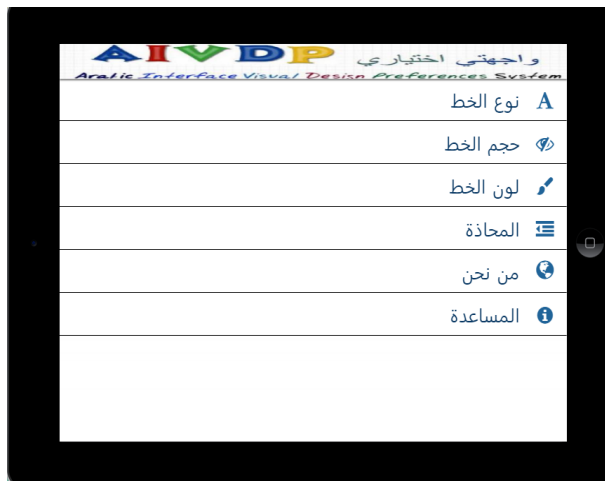 AIVDP واجهتي اختياري
Arabic Interface Visual Design Preferences System
نوع الخط
حجم الخط
لون الخط
المحاذة
من نحن
المساعدة